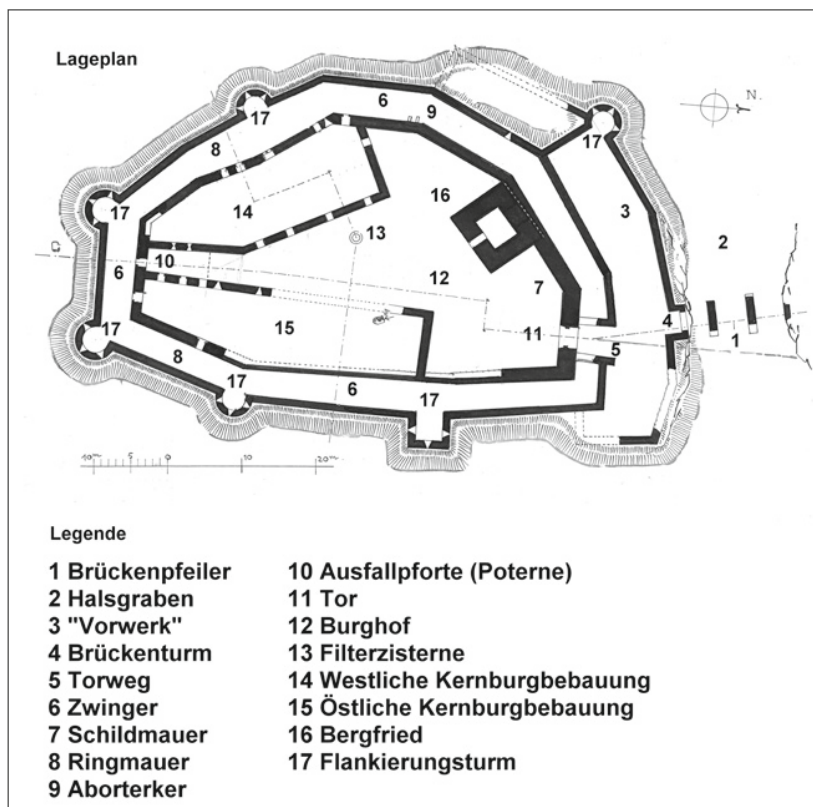 Lageplan
N.
6
9
17
17
8
16
3
17
14
2
13
10
12
7
6
4
11
5
1
15
17
8
17
6
17
10m 5 0 10 20m
Legende
1 Brückenpfeiler
2 Halsgraben
3 "Vorwerk"
4 Brückenturm
5 Torweg
6 Zwinger
7 Schildmauer
8 Ringmauer
9 Aborterker
10 Ausfallpforte (Poterne)
11 Tor
12 Burghof
13 Filterzisterne
14 Westliche Kernburgbebauung
15 Östliche Kernburgbebauung
16 Bergfried
17 Flankierungsturm